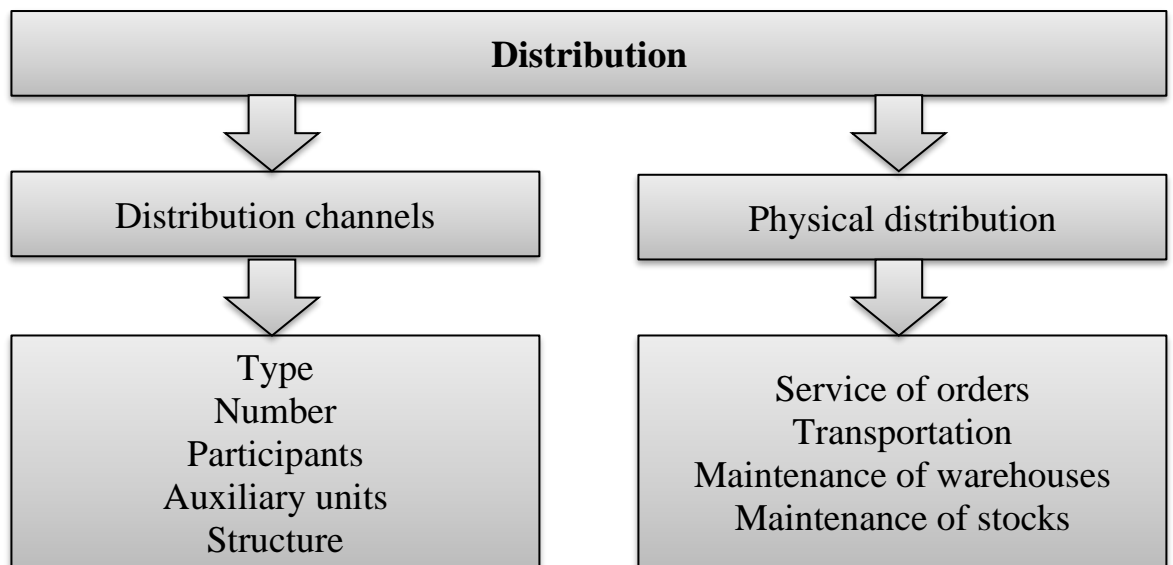 Distribution
Distribution channels
Physical distribution
Type
Number
Participants
Auxiliary units
Structure
Service of orders
Transportation
Maintenance of warehouses
Maintenance of stocks